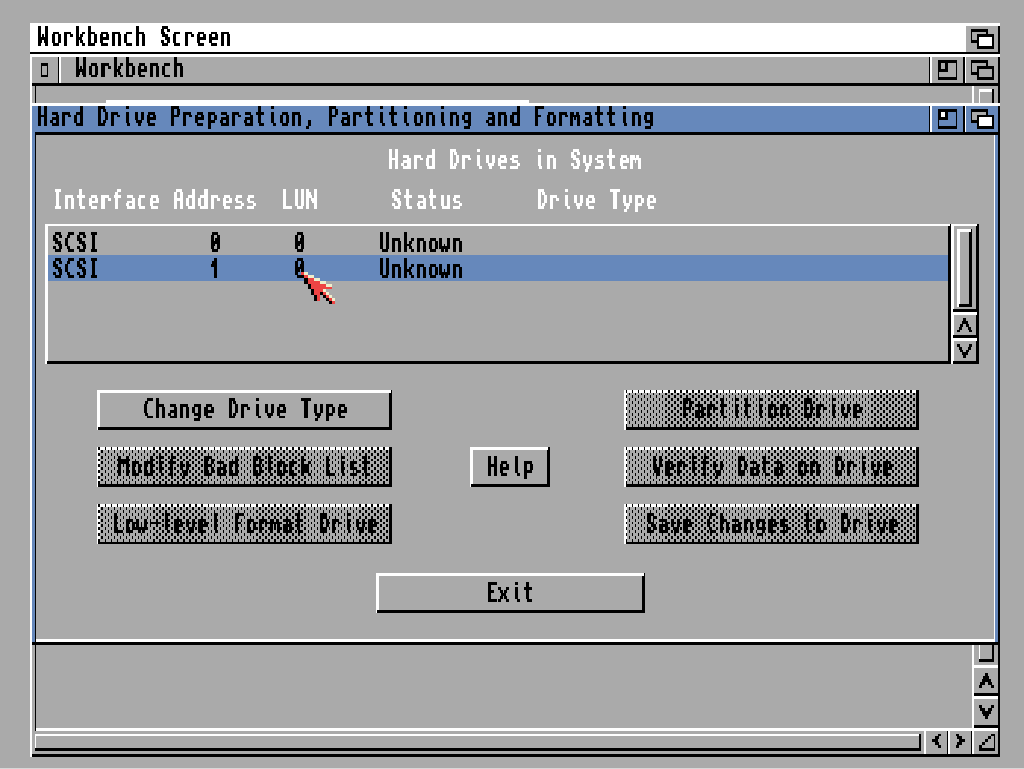 Workbench Screen
Workbench
Hard Drive Preparation, Partitioning and Formatting
Hard Drives in System
Interface Address LUN Status Drive Type
SCSI 0 0 Unknown
SCSI 1 0 Unknown
Change Drive Type Partition Drive
Modify Bad Block List Help Verify Data on Drive
Low-level Format Drive Save Changes to Drive
Exit